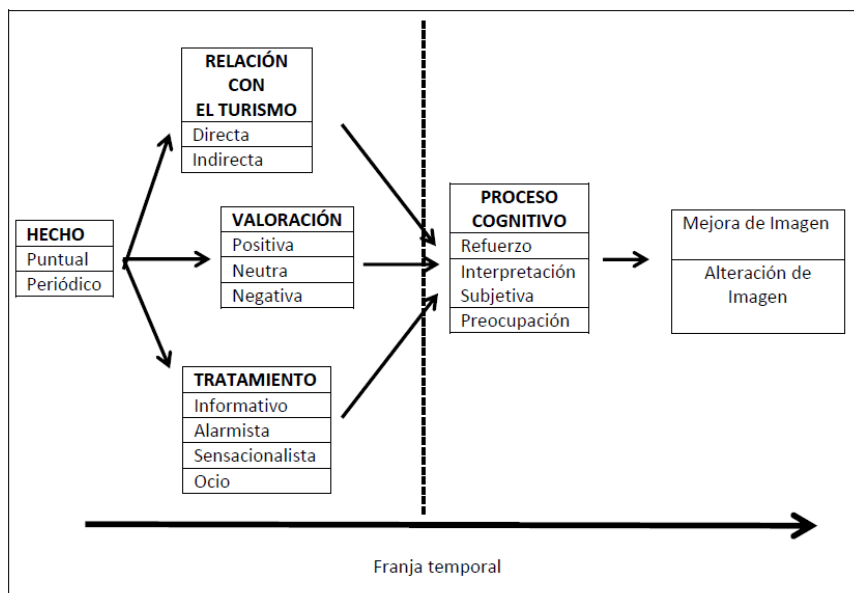 RELACIÓN
CON
EL TURISMO
Directa
Indirecta
HECHO
Puntual
Periódico
VALORACIÓN
Positiva
Neutra
Negativa
TRATAMIENTO
Informativo
Alarmista
Sensacionalista
Ocio
PROCESO
COGNITIVO
Refuerzo
Interpretación
Subjetiva
Preocupación
Mejora de Imagen
Alteración de
Imagen
Franja temporal